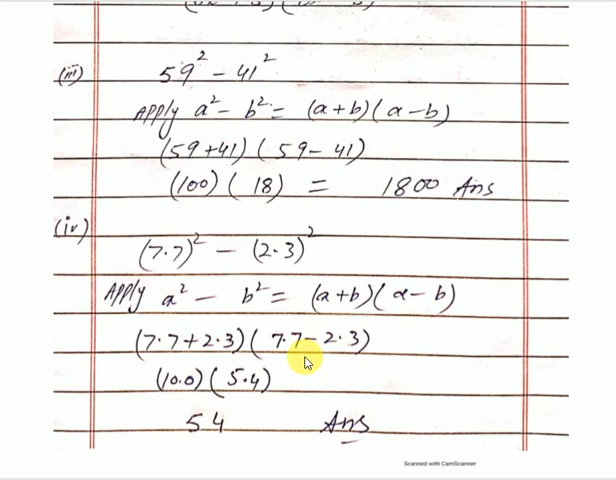 (iii) 59² - 41²
Apply a² - b² = (a+b)(a-b)
(59+41)(59-41)
(100)(18) = 1800 Ans
(iv)
(7.7)² - (2.3)²
Apply a² - b² = (a+b)(a-b)
(7.7+2.3)(7.7-2.3)
(10.0)(5.4)
54 Ans
Scanned with CamScanner